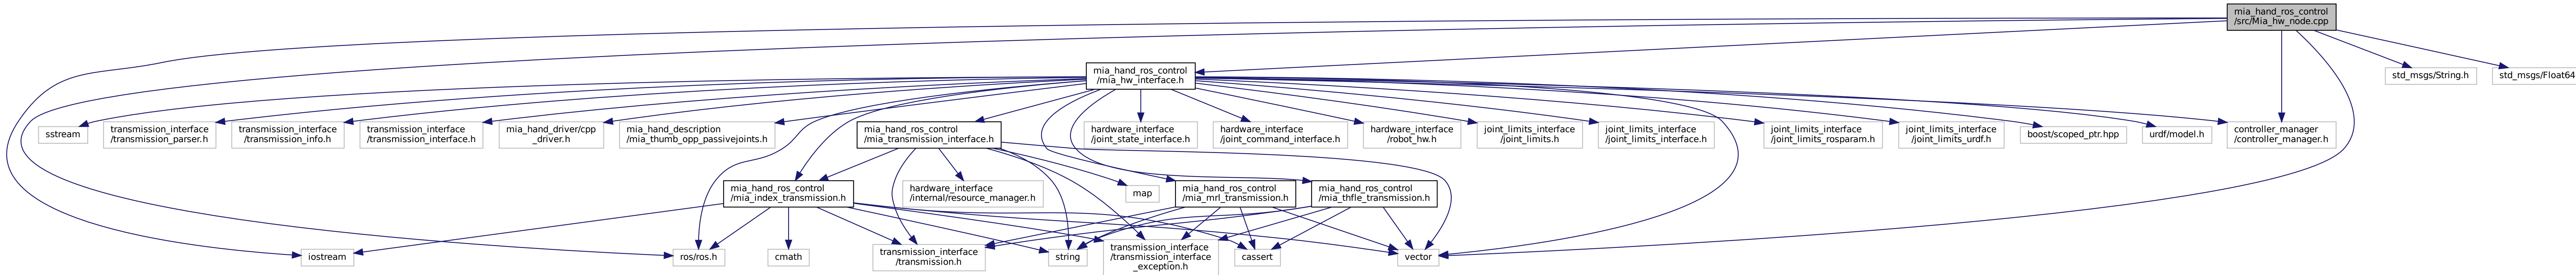 mia_hand_ros_control
/src/Mia_hw_node.cpp
mia_hand_ros_control
/mia_hw_interface.h
std_msgs/String.h
std_msgs/Float64
sstream
transmission_interface
/transmission_parser.h
transmission_interface
/transmission_info.h
transmission_interface
/transmission_interface.h
mia_hand_driver/cpp
_driver.h
mia_hand_description
/mia_thumb_opp_passivejoints.h
mia_hand_ros_control
/mia_transmission_interface.h
hardware_interface
/joint_state_interface.h
hardware_interface
/joint_command_interface.h
hardware_interface
/robot_hw.h
joint_limits_interface
/joint_limits.h
joint_limits_interface
/joint_limits_interface.h
joint_limits_interface
/joint_limits_rosparam.h
joint_limits_interface
/joint_limits_urdf.h
boost/scoped_ptr.hpp
urdf/model.h
controller_manager
/controller_manager.h
mia_hand_ros_control
/mia_index_transmission.h
hardware_interface
/internal/resource_manager.h
map
mia_hand_ros_control
/mia_mrl_transmission.h
mia_hand_ros_control
/mia_thfle_transmission.h
iostream
ros/ros.h
cmath
transmission_interface
/transmission.h
string
transmission_interface
/transmission_interface
_exception.h
cassert
vector